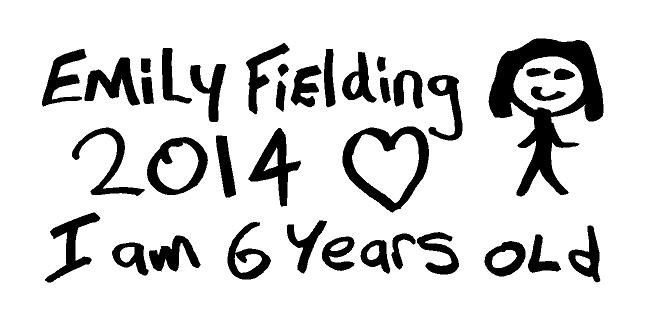 EMiLy FiElding
2014
I am 6 Years oLd